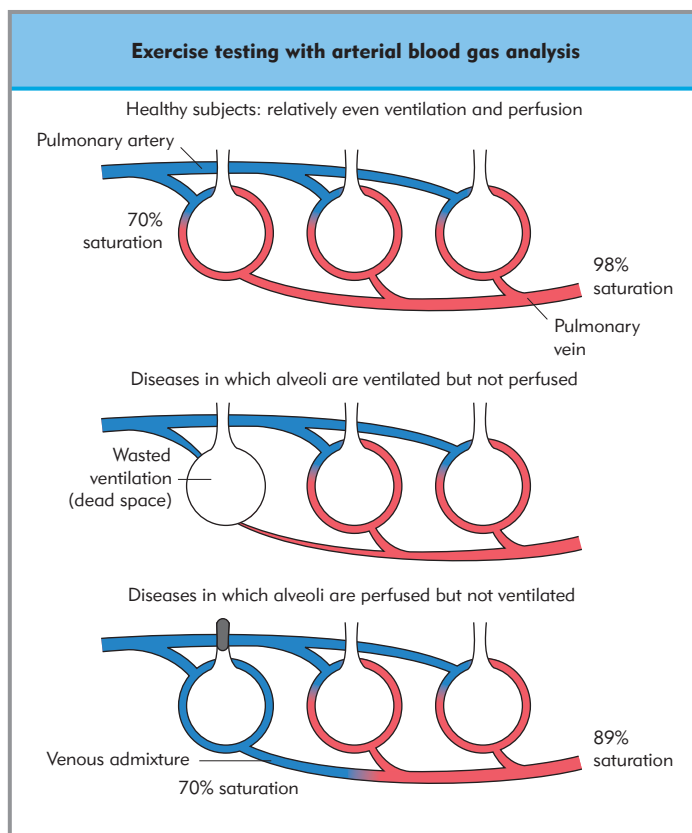 Exercise testing with arterial blood gas analysis
Healthy subjects: relatively even ventilation and perfusion
Pulmonary artery
70%
saturation
98%
saturation
Pulmonary
vein
Diseases in which alveoli are ventilated but not perfused
Wasted
ventilation
(dead space)
Diseases in which alveoli are perfused but not ventilated
Venous admixture
70% saturation
89%
saturation